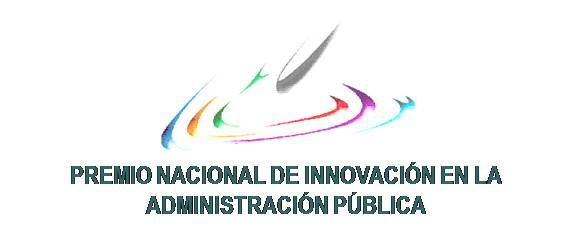 PREMIO NACIONAL DE INNOVACIÓN EN LA
ADMINISTRACIÓN PÚBLICA